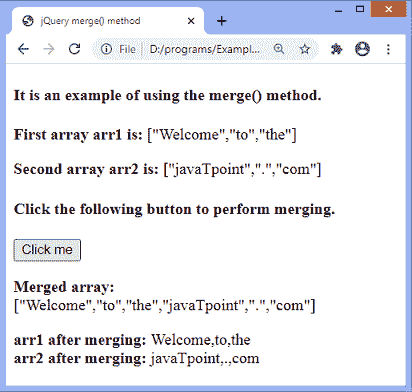 jQuery merge() method
File D:/programs/Exampl...
It is an example of using the merge() method.
First array arr1 is: ["Welcome","to","the"]
Second array arr2 is: ["javaTpoint",".","com"]
Click the following button to perform merging.
Click me
Merged array:
["Welcome","to","the","javaTpoint",".","com"]
arr1 after merging: Welcome,to,the
arr2 after merging: javaTpoint,.,com